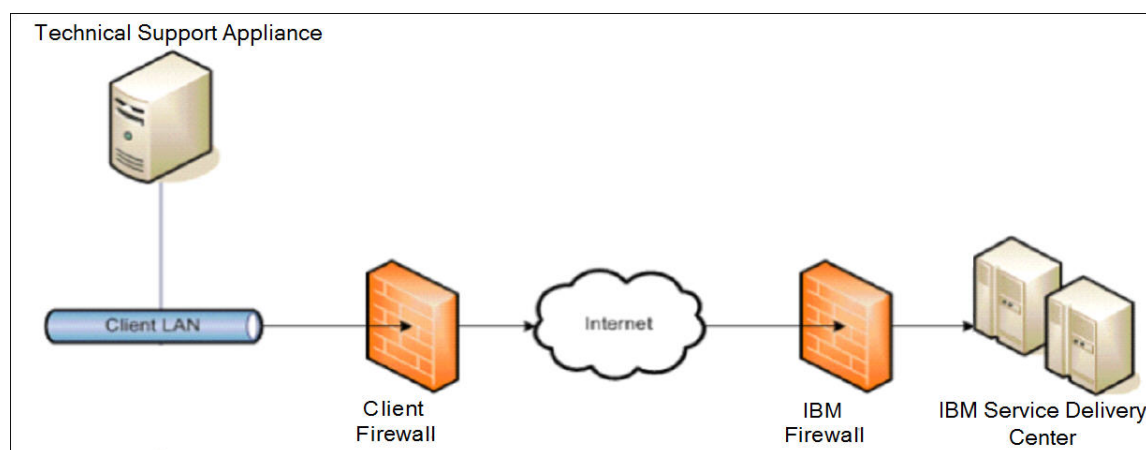 Technical Support Appliance
Client LAN
Internet
Client
Firewall
IBM
Firewall
IBM Service Delivery
Center